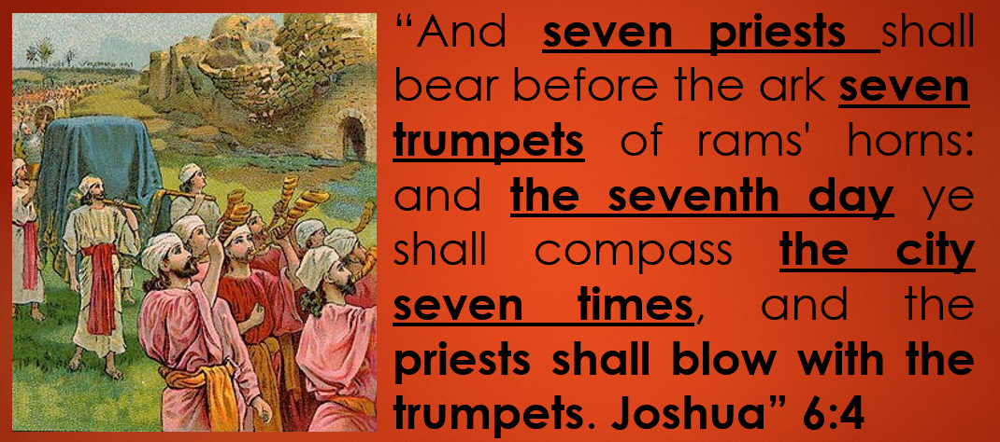 “And seven priests shall
bear before the ark seven
trumpets of rams' horns:
and the seventh day ye
shall compass the city
seven times, and the
priests shall blow with the
trumpets. Joshua” 6:4